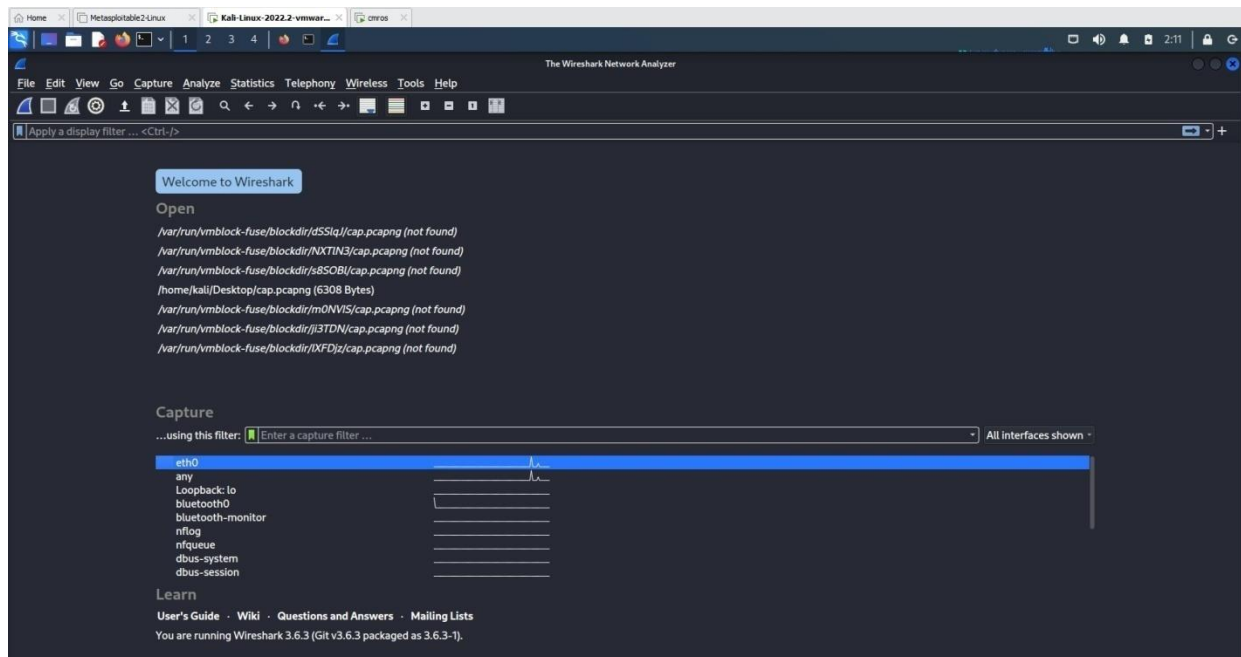 Home Metasploitable2-Linux Kali-Linux-2022.2-vmwar... cmros
1 2 3 4 2:11
The Wireshark Network Analyzer
File Edit View Go Capture Analyze Statistics Telephony Wireless Tools Help
Apply a display filter ... <Ctrl-/>
Welcome to Wireshark
Open
/var/run/vmblock-fuse/blockdir/dSSlqJ/cap.pcapng (not found)
/var/run/vmblock-fuse/blockdir/NXTlN3/cap.pcapng (not found)
/var/run/vmblock-fuse/blockdir/s8SOBl/cap.pcapng (not found)
/home/kali/Desktop/cap.pcapng (6308 Bytes)
/var/run/vmblock-fuse/blockdir/m0NVIS/cap.pcapng (not found)
/var/run/vmblock-fuse/blockdir/ji3TDN/cap.pcapng (not found)
/var/run/vmblock-fuse/blockdir/lXFDjz/cap.pcapng (not found)
Capture
...using this filter: Enter a capture filter ... All interfaces shown
eth0
any
Loopback: lo
bluetooth0
bluetooth-monitor
nflog
nfqueue
dbus-system
dbus-session
Learn
User's Guide · Wiki · Questions and Answers · Mailing Lists
You are running Wireshark 3.6.3 (Git v3.6.3 packaged as 3.6.3-1).